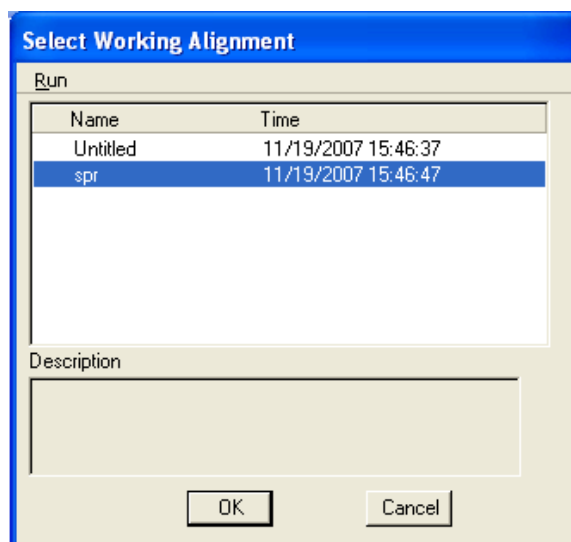 Select Working Alignment
Run
Name Time
Untitled 11/19/2007 15:46:37
spr 11/19/2007 15:46:47
Description
OK Cancel